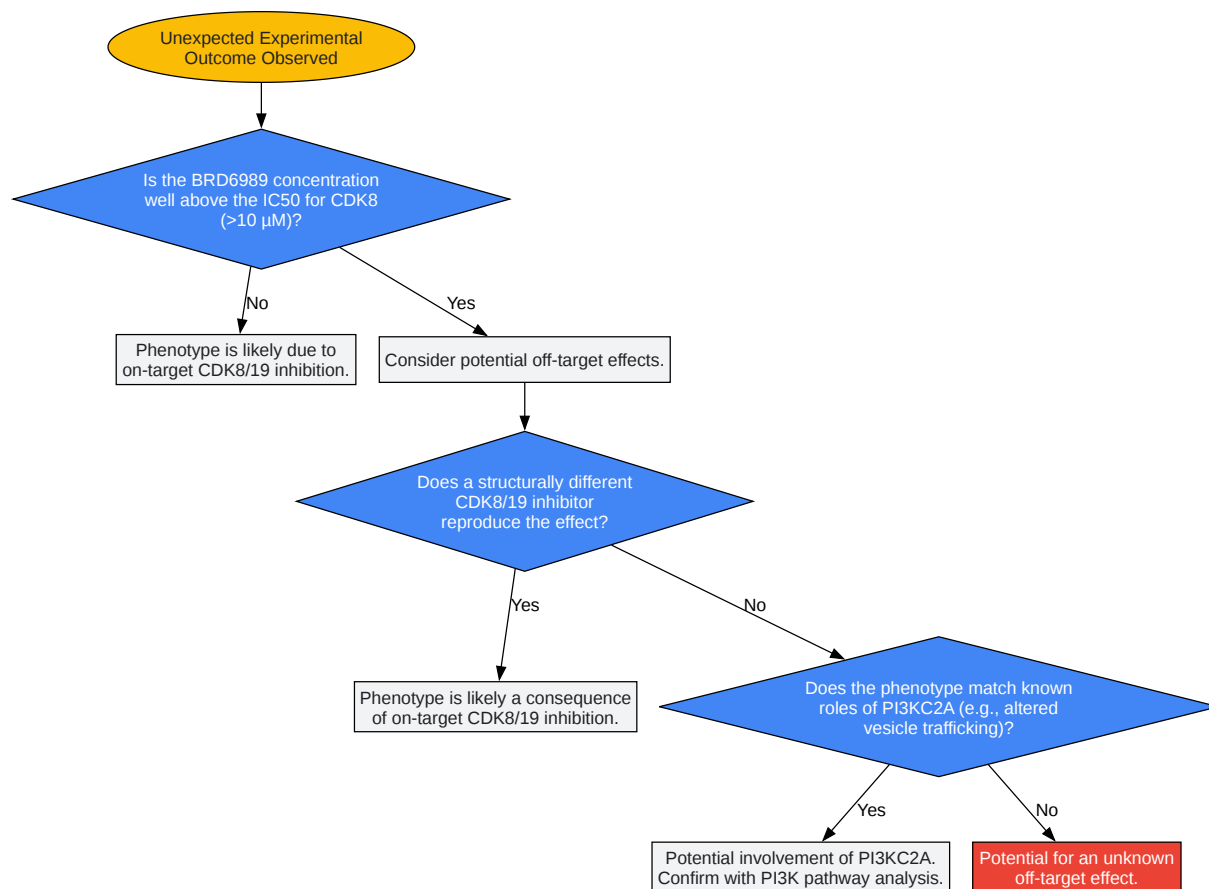 Unexpected Experimental
Outcome Observed
Is the BRD6989 concentration
well above the IC50 for CDK8
(>10 µM)?
No
Yes
Phenotype is likely due to
on-target CDK8/19 inhibition.
Consider potential off-target effects.
Does a structurally different
CDK8/19 inhibitor
reproduce the effect?
Yes
No
Phenotype is likely a consequence
of on-target CDK8/19 inhibition.
Does the phenotype match known
roles of PI3KC2A (e.g., altered
vesicle trafficking)?
Yes
No
Potential involvement of PI3KC2A.
Confirm with PI3K pathway analysis.
Potential for an unknown
off-target effect.